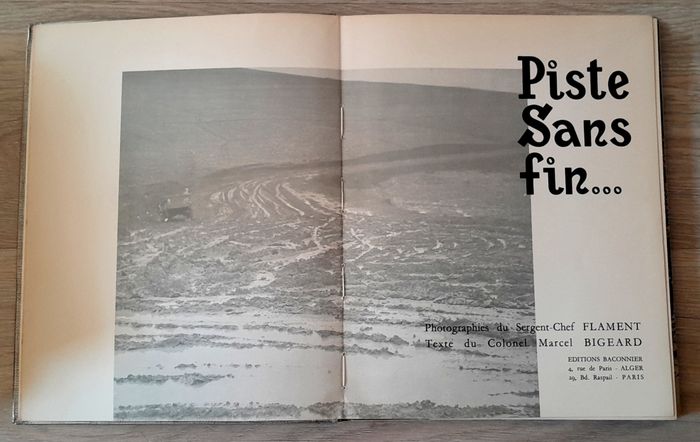 Piste
Sans
fin...
Photographies du Sergent-Chef FLAMENT
Texte du Colonel Marcel BIGEARD
EDITIONS BACONNIER
4, rue de Paris - ALGER
29, Bd. Raspail - PARIS